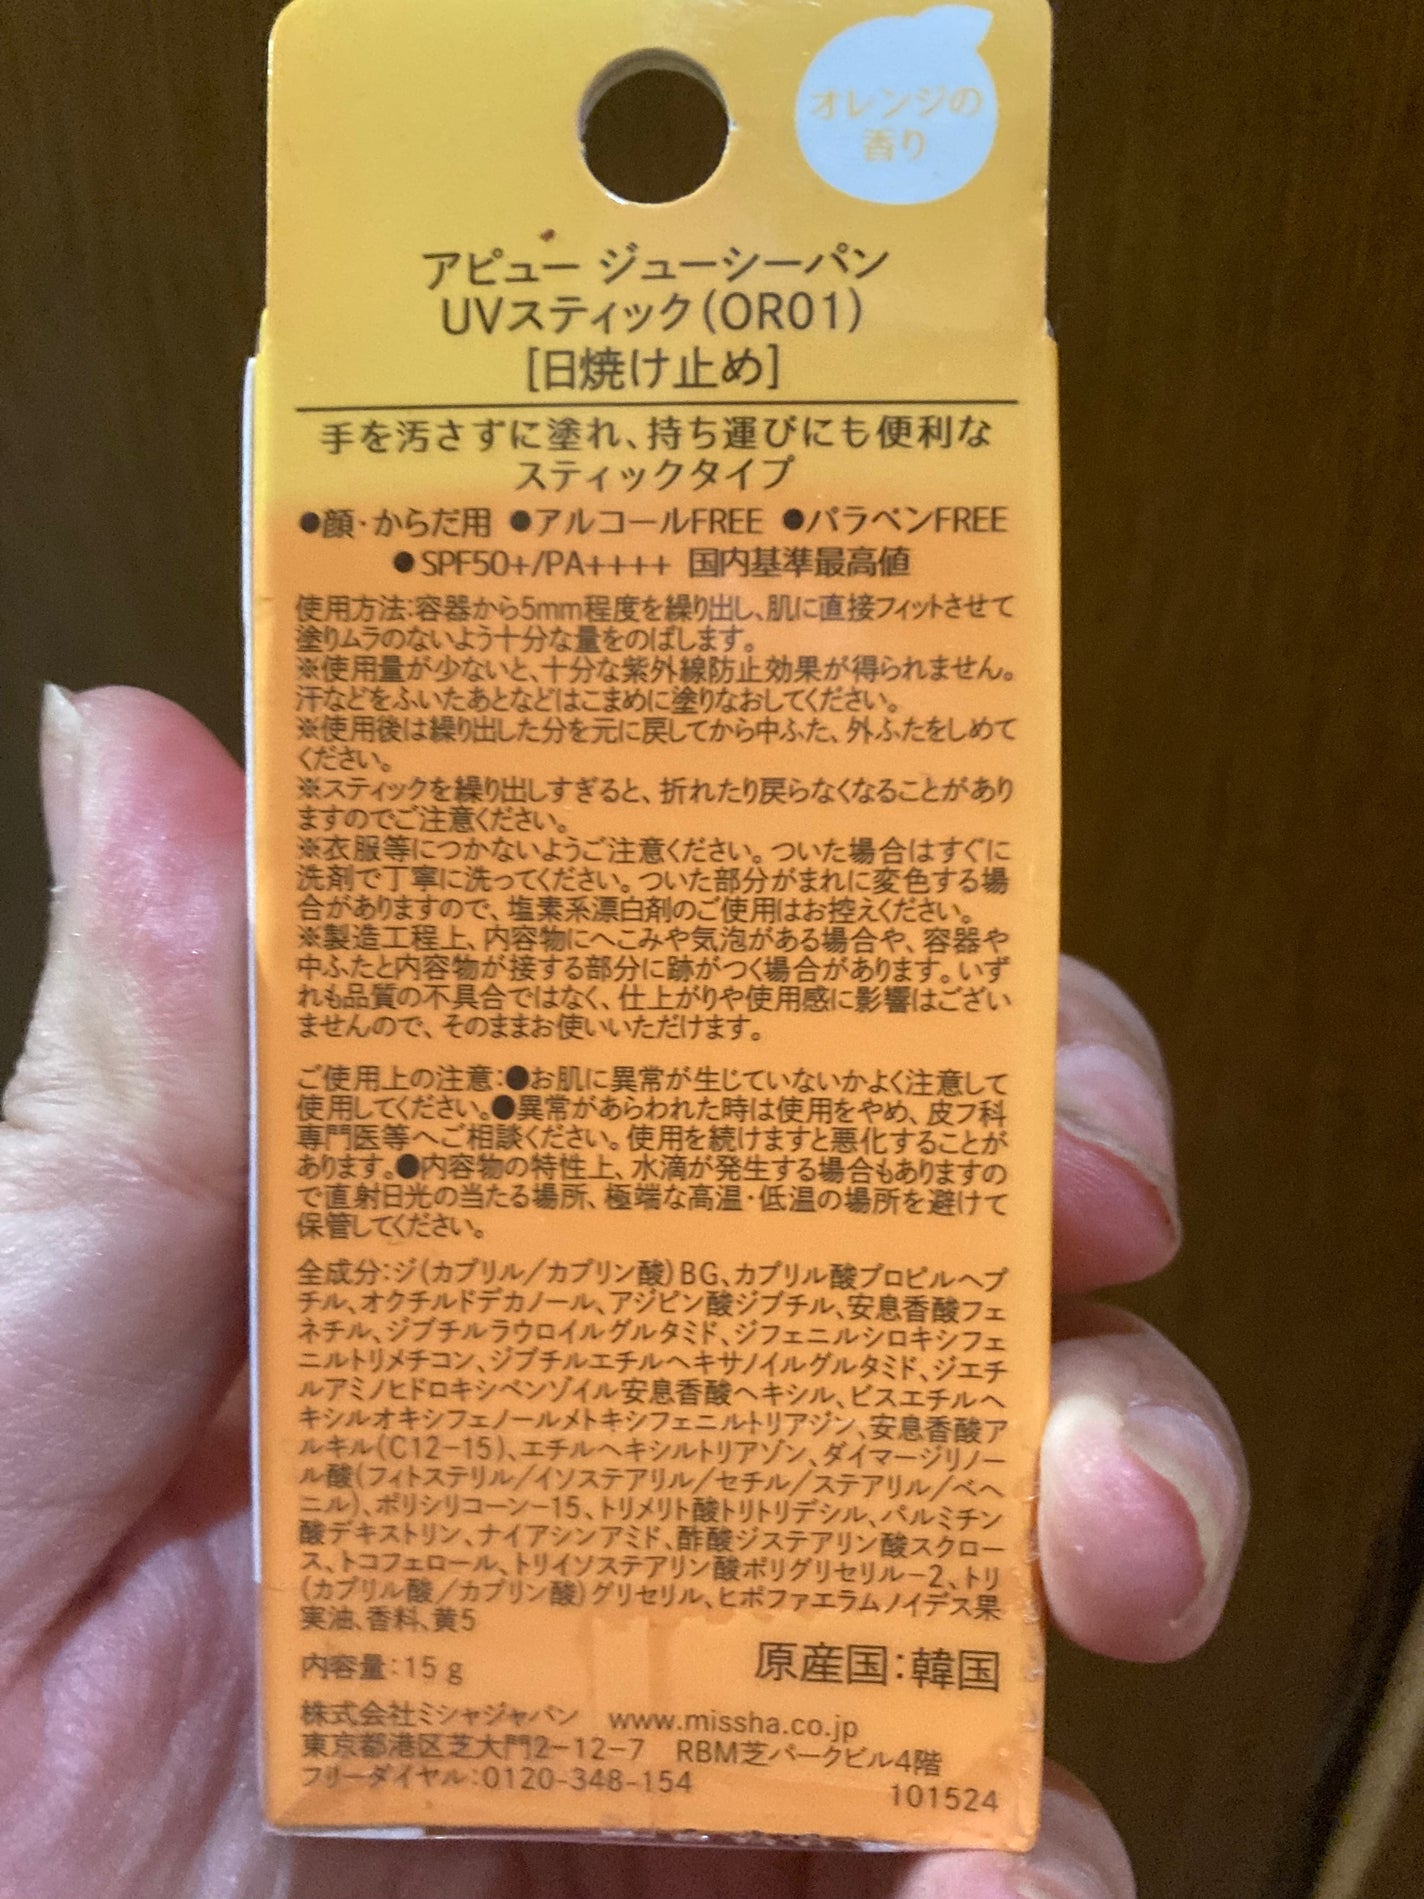 オレンジの
香り
アピュー ジューシーパン
UVスティック(OR01)
[日焼け止め]
手を汚さずに塗れ、持ち運びにも便利な
スティックタイプ
●顔・からだ用 ●アルコールFREE ●パラベンFREE
●SPF50+/PA++++ 国内基準最高値
使用方法:容器から5mm程度を繰り出し、肌に直接フィットさせて
塗りムラのないよう十分な量をのばします。
※使用量が少ないと、十分な紫外線防止効果が得られません。
汗などをふいたあとなどはこまめに塗りなおしてください。
※使用後は繰り出した分を元に戻してから中ふた、外ふたをしめて
ください。
※スティックを繰り出しすぎると、折れたり戻らなくなることがあり
ますのでご注意ください。
※衣服等につかないようご注意ください。ついた場合はすぐに
洗剤で丁寧に洗ってください。ついた部分がまれに変色する場
合がありますので、塩素系漂白剤のご使用はお控えください。
※製造工程上、内容物にへこみや気泡がある場合や、容器や
中ふたと内容物が接する部分に跡がつく場合があります。いず
れも品質の不具合ではなく、仕上がりや使用感に影響はござい
ませんので、そのままお使いいただけます。
ご使用上の注意:●お肌に異常が生じていないかよく注意して
使用してください。●異常があらわれた時は使用をやめ、皮フ科
専門医等へご相談ください。使用を続けますと悪化することが
あります。●内容物の特性上、水滴が発生する場合もありますの
で直射日光の当たる場所、極端な高温・低温の場所を避けて
保管してください。
全成分:ジ(カプリル/カプリン酸)BG、カプリル酸プロピルヘプ
チル、オクチルドデカノール、アジピン酸ジブチル、安息香酸フェ
ネチル、ジブチルラウロイルグルタミド、ジフェニルシロキシフェ
ニルトリメチコン、ジブチルエチルヘキサノイルグルタミド、ジエチ
ルアミノヒドロキシベンゾイル安息香酸ヘキシル、ビスエチルヘ
キシルオキシフェノールメトキシフェニルトリアジン、安息香酸ア
ルキル(C12-15)、エチルヘキシルトリアゾン、ダイマージリノー
ル酸(フィトステリル/イソステアリル/セチル/ステアリル/ベヘ
ニル)、ポリシリコーン-15、トリメリト酸トリトリデシル、パルミチン
酸デキストリン、ナイアシンアミド、酢酸ジステアリン酸スクロー
ス、トコフェロール、トリイソステアリン酸ポリグリセリル-2、トリ
(カプリル酸/カプリン酸)グリセリル、ヒポファエラムノイデス果
実油、香料、黄5
内容量:15g
原産国:韓国
株式会社ミシャジャパン www.missha.co.jp
東京都港区芝大門2-12-7 RBM芝パークビル4階
フリーダイヤル:0120-348-154
101524